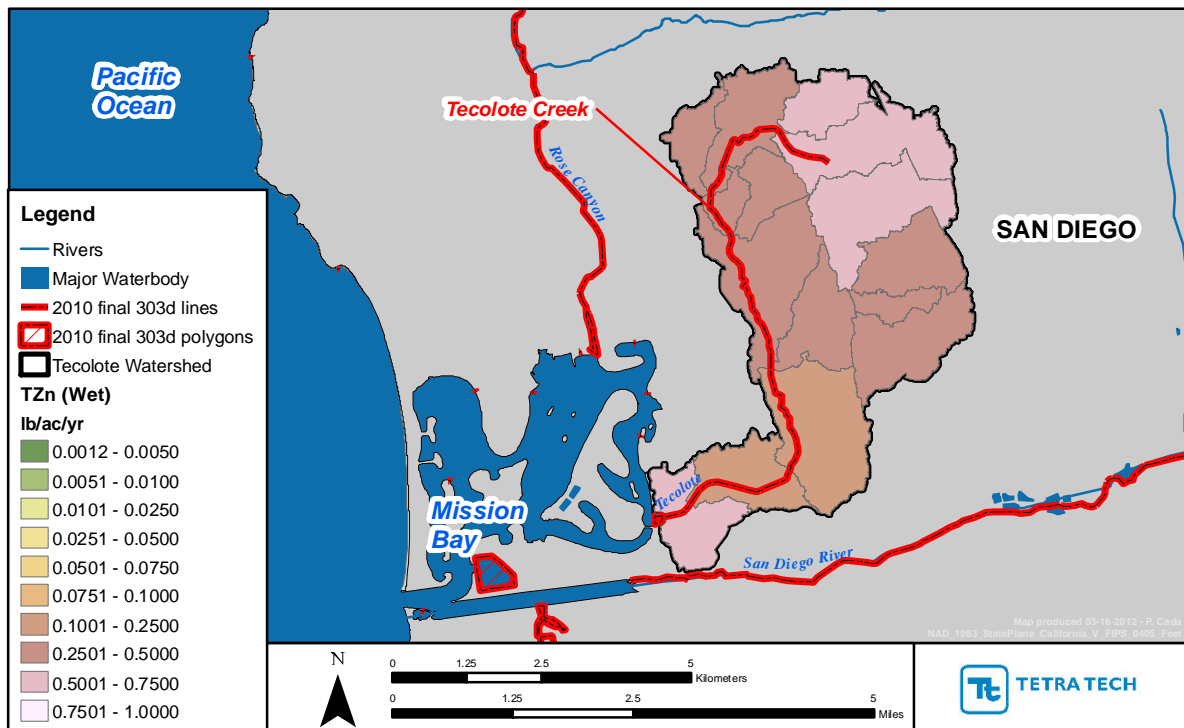 Pacific
Ocean
Tecolote Creek
Rose Canyon
SAN DIEGO
Legend
Rivers
Major Waterbody
2010 final 303d lines
2010 final 303d polygons
Tecolote Watershed
TZn (Wet)
lb/ac/yr
0.0012 - 0.0050
0.0051 - 0.0100
0.0101 - 0.0250
0.0251 - 0.0500
0.0501 - 0.0750
0.0751 - 0.1000
0.1001 - 0.2500
0.2501 - 0.5000
0.5001 - 0.7500
0.7501 - 1.0000
Tecolote
Mission
Bay
San Diego River
Map produced 03-16-2012 - P. Cada
NAD_1983_StatePlane_California_V_FIPS_0405_Feet
N
0 1.25 2.5 5
Kilometers
0 1.25 2.5 5
Miles
Tt TETRA TECH